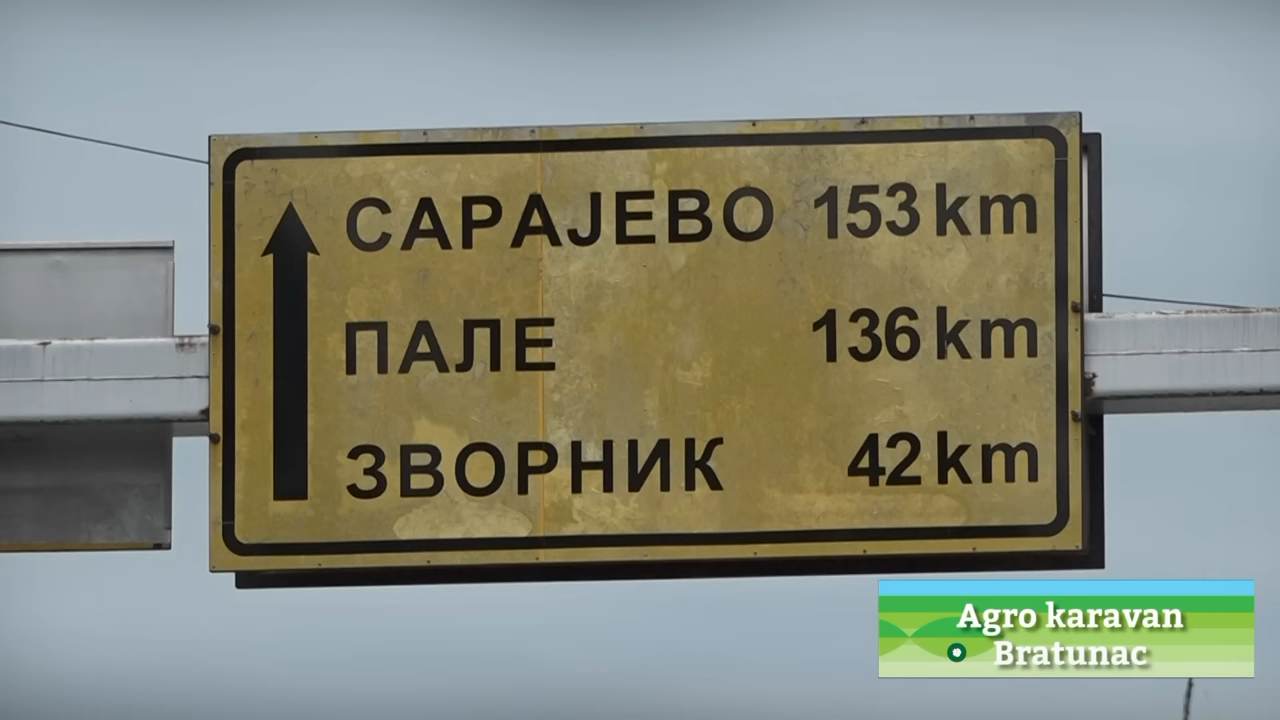 САРАЈЕВО 153 km
ПАЛЕ 136 km
ЗВОРНИК 42 km
Agro karavan
Bratunac